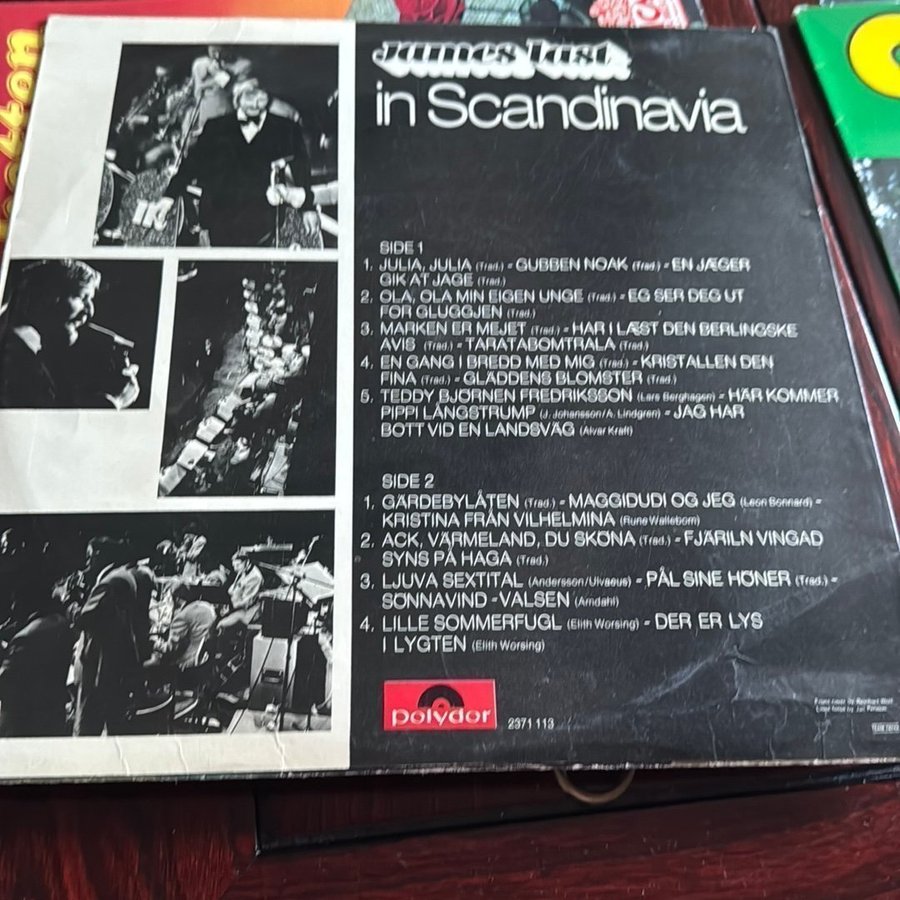 James Last
in Scandinavia
SIDE 1
1. JULIA, JULIA (Trad.) - GUBBEN NOAK (Trad.) - EN JÆGER
GIK AT JAGE (Trad.)
2. OLA, OLA MIN EIGEN UNGE (Trad.) - EG SER DEG UT
FOR GLUGGJEN (Trad.)
3. MARKEN ER MEJET (Trad.) - HAR I LÆST DEN BERLINGSKE
AVIS (Trad.) - TARATABOMTRALA (Trad.)
4. EN GANG I BREDD MED MIG (Trad.) - KRISTALLEN DEN
FINA (Trad.) - GLÄDDENS BLOMSTER (Trad.)
5. TEDDY BJÖRNEN FREDRIKSSON (Lars Berghagen) - HÄR KOMMER
PIPPI LÅNGSTRUMP (J. Johansson/A. Lindgren) - JAG HAR
BOTT VID EN LANDSVÄG (Alvar Kraft)
SIDE 2
1. GÄRDEBYLÅTEN (Trad.) - MAGGIDUDI OG JEG (Leon Bonnard) -
KRISTINA FRÅN VILHELMINA (Rune Wallebom)
2. ACK, VÄRMELAND, DU SKÖNA (Trad.) - FJÄRILN VINGAD
SYNS PÅ HAGA (Trad.)
3. LJUVA SEXTITAL (Andersson/Ulvaeus) - PÅL SINE HÖNER (Trad.) -
SÖNNAVIND-VALSEN (Amdahl)
4. LILLE SOMMERFUGL (Elith Worsing) - DER ER LYS
I LYGTEN (Elith Worsing)
polydor
2371 113